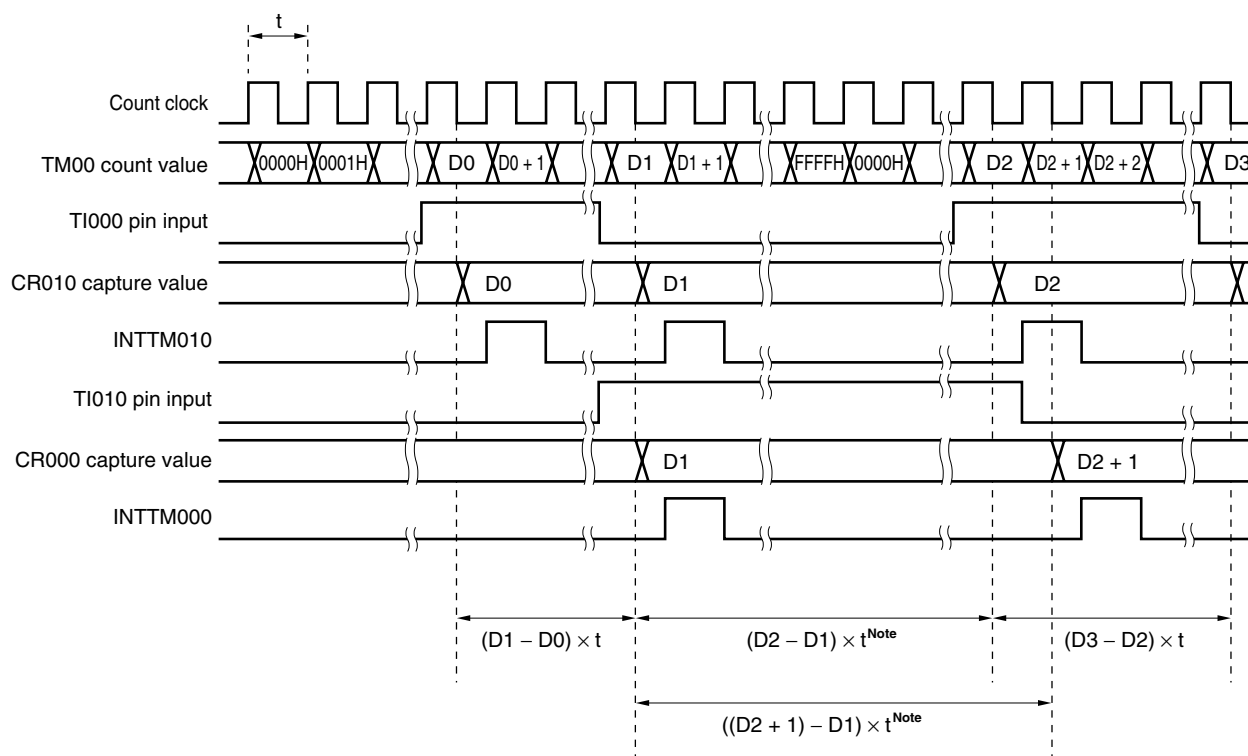 t
Count clock
TM00 count value 0000H 0001H D0 D0 + 1 D1 D1 + 1 FFFFH 0000H D2 D2 + 1 D2 + 2 D3
TI000 pin input
CR010 capture value D0 D1 D2
INTTM010
TI010 pin input
CR000 capture value D1 D2 + 1
INTTM000
(D1 – D0) × t (D2 – D1) × t Note (D3 – D2) × t
((D2 + 1) – D1) × t Note